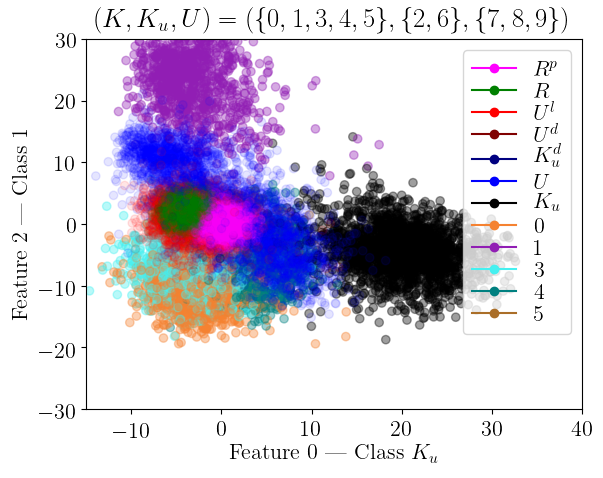 (K, K_u, U) = ({0, 1, 3, 4, 5}, {2, 6}, {7, 8, 9})
30
20
10
0
−10
−20
−30
Feature 2 — Class 1
R^p
R
U^l
U^d
K_u^d
U
K_u
0
1
3
4
5
−10
0
10
20
30
40
Feature 0 — Class K_u